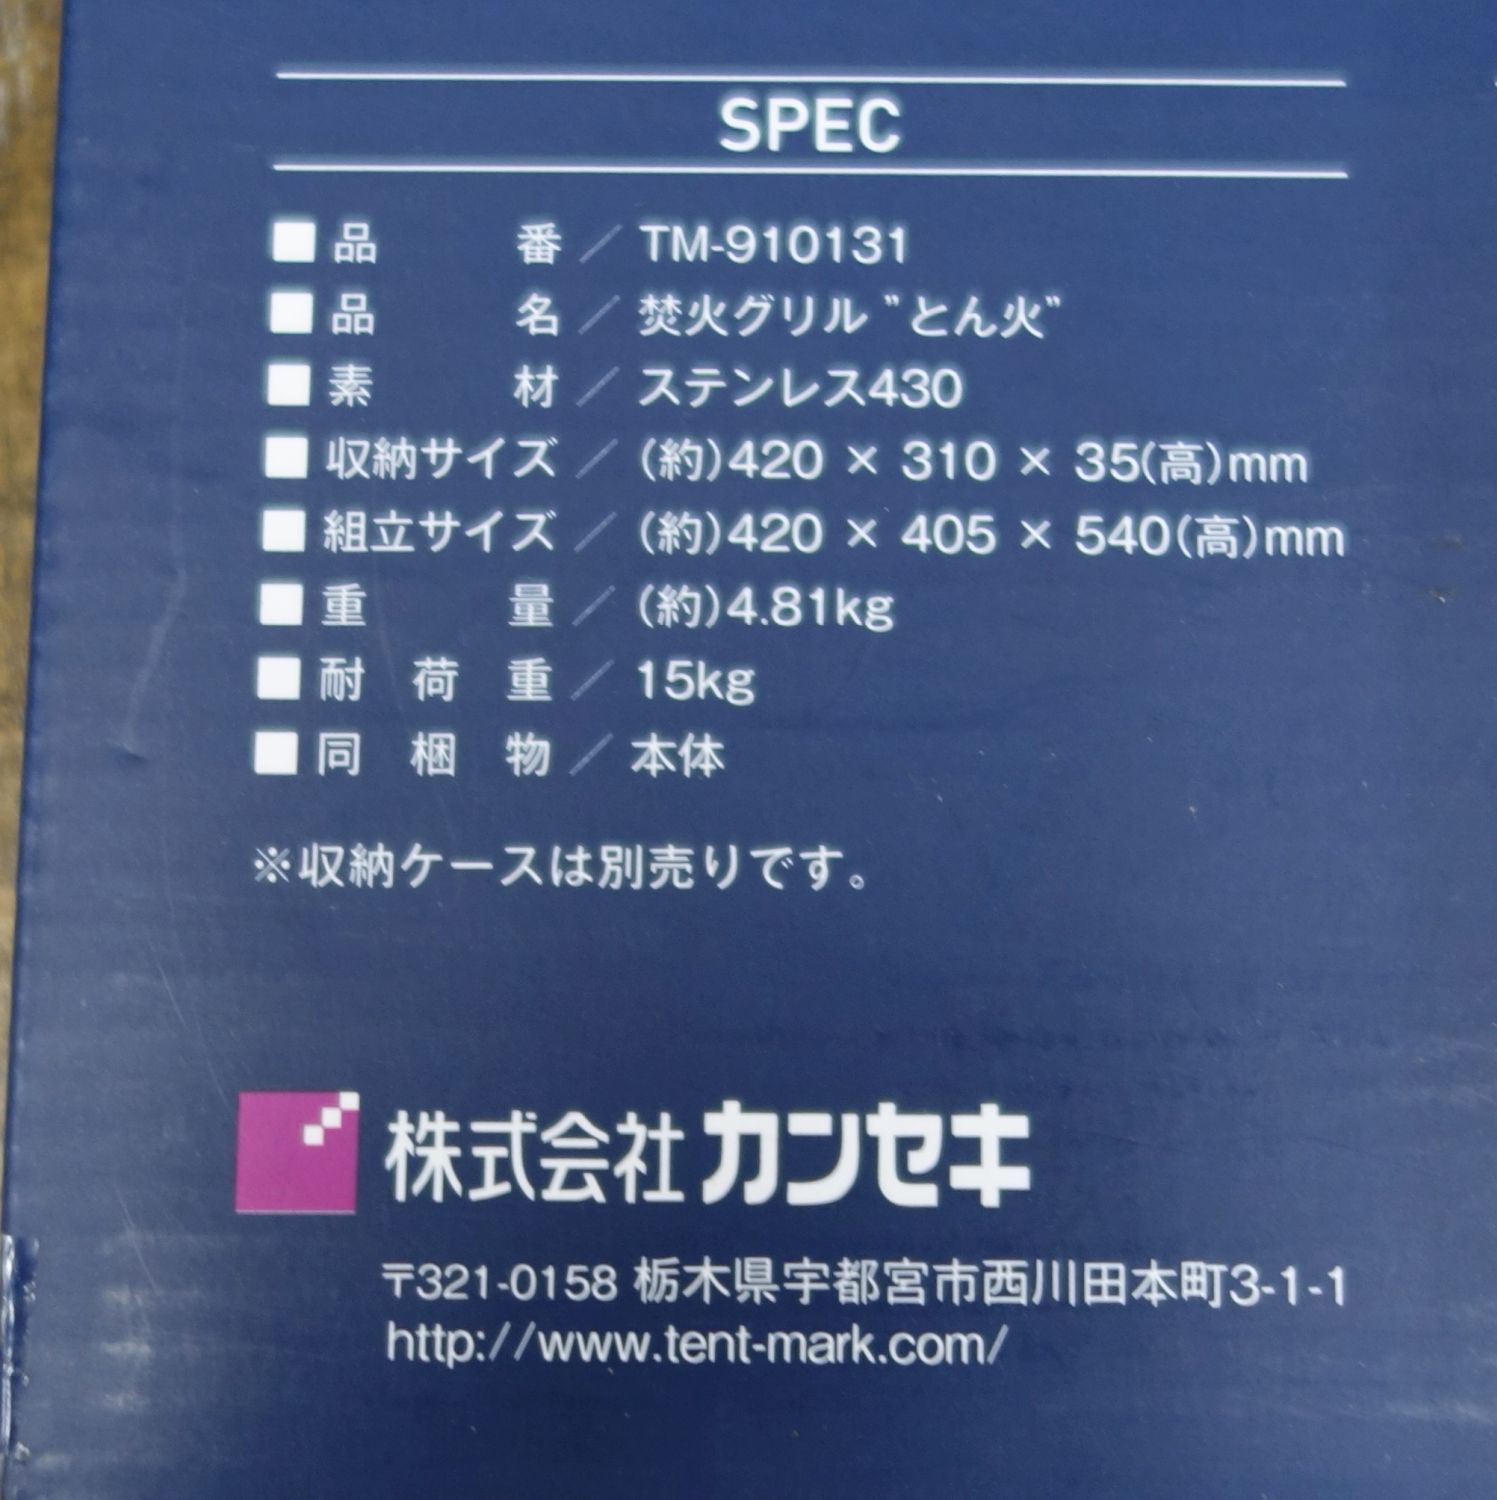 SPEC
■品番／TM-910131
■品名／焚火グリル"とん火"
■素材／ステンレス430
■収納サイズ／(約)420 × 310 × 35(高)mm
■組立サイズ／(約)420 × 405 × 540(高)mm
■重量／(約)4.81kg
■耐荷重／15kg
■同梱物／本体
※収納ケースは別売りです。
株式会社カンセキ
〒321-0158 栃木県宇都宮市西川田本町3-1-1
http://www.tent-mark.com/